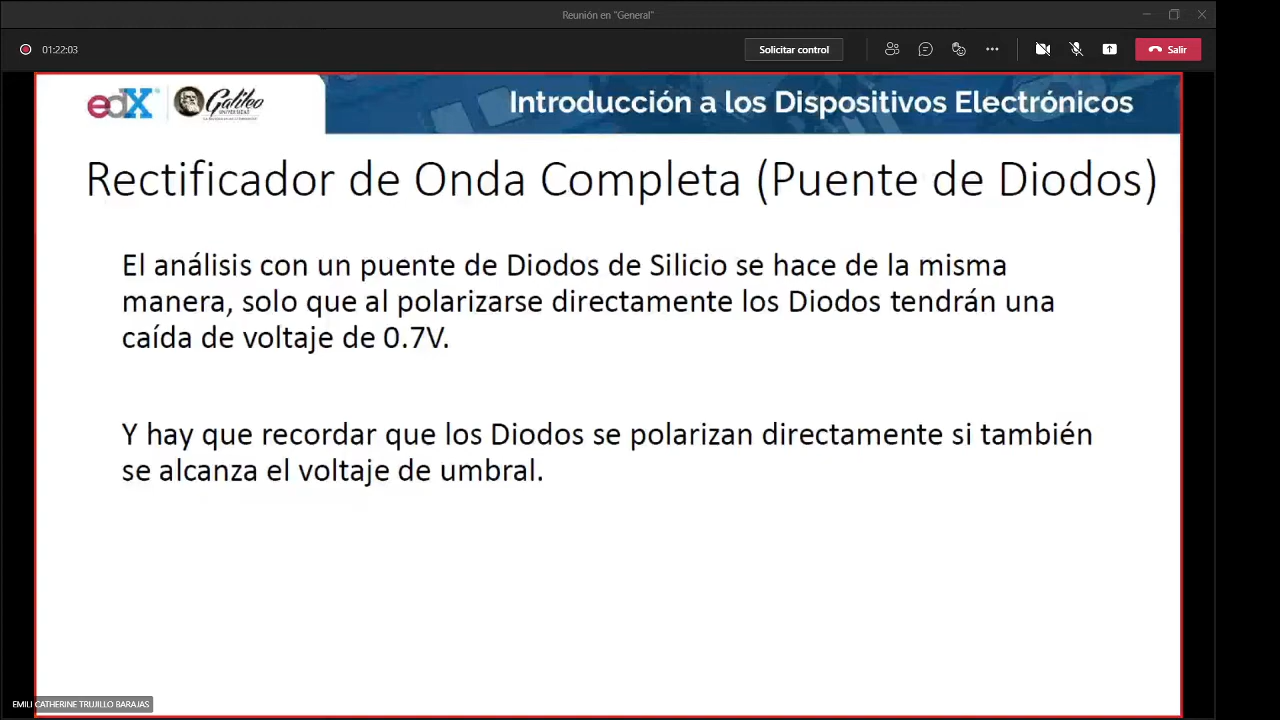 Reunión en "General"
01:22:03
Solicitar control
Salir
edX
Galileo
UNIVERSIDAD
Introducción a los Dispositivos Electrónicos
Rectificador de Onda Completa (Puente de Diodos)
El análisis con un puente de Diodos de Silicio se hace de la misma
manera, solo que al polarizarse directamente los Diodos tendrán una
caída de voltaje de 0.7V.
Y hay que recordar que los Diodos se polarizan directamente si también
se alcanza el voltaje de umbral.
EMILI CATHERINE TRUJILLO BARAJAS